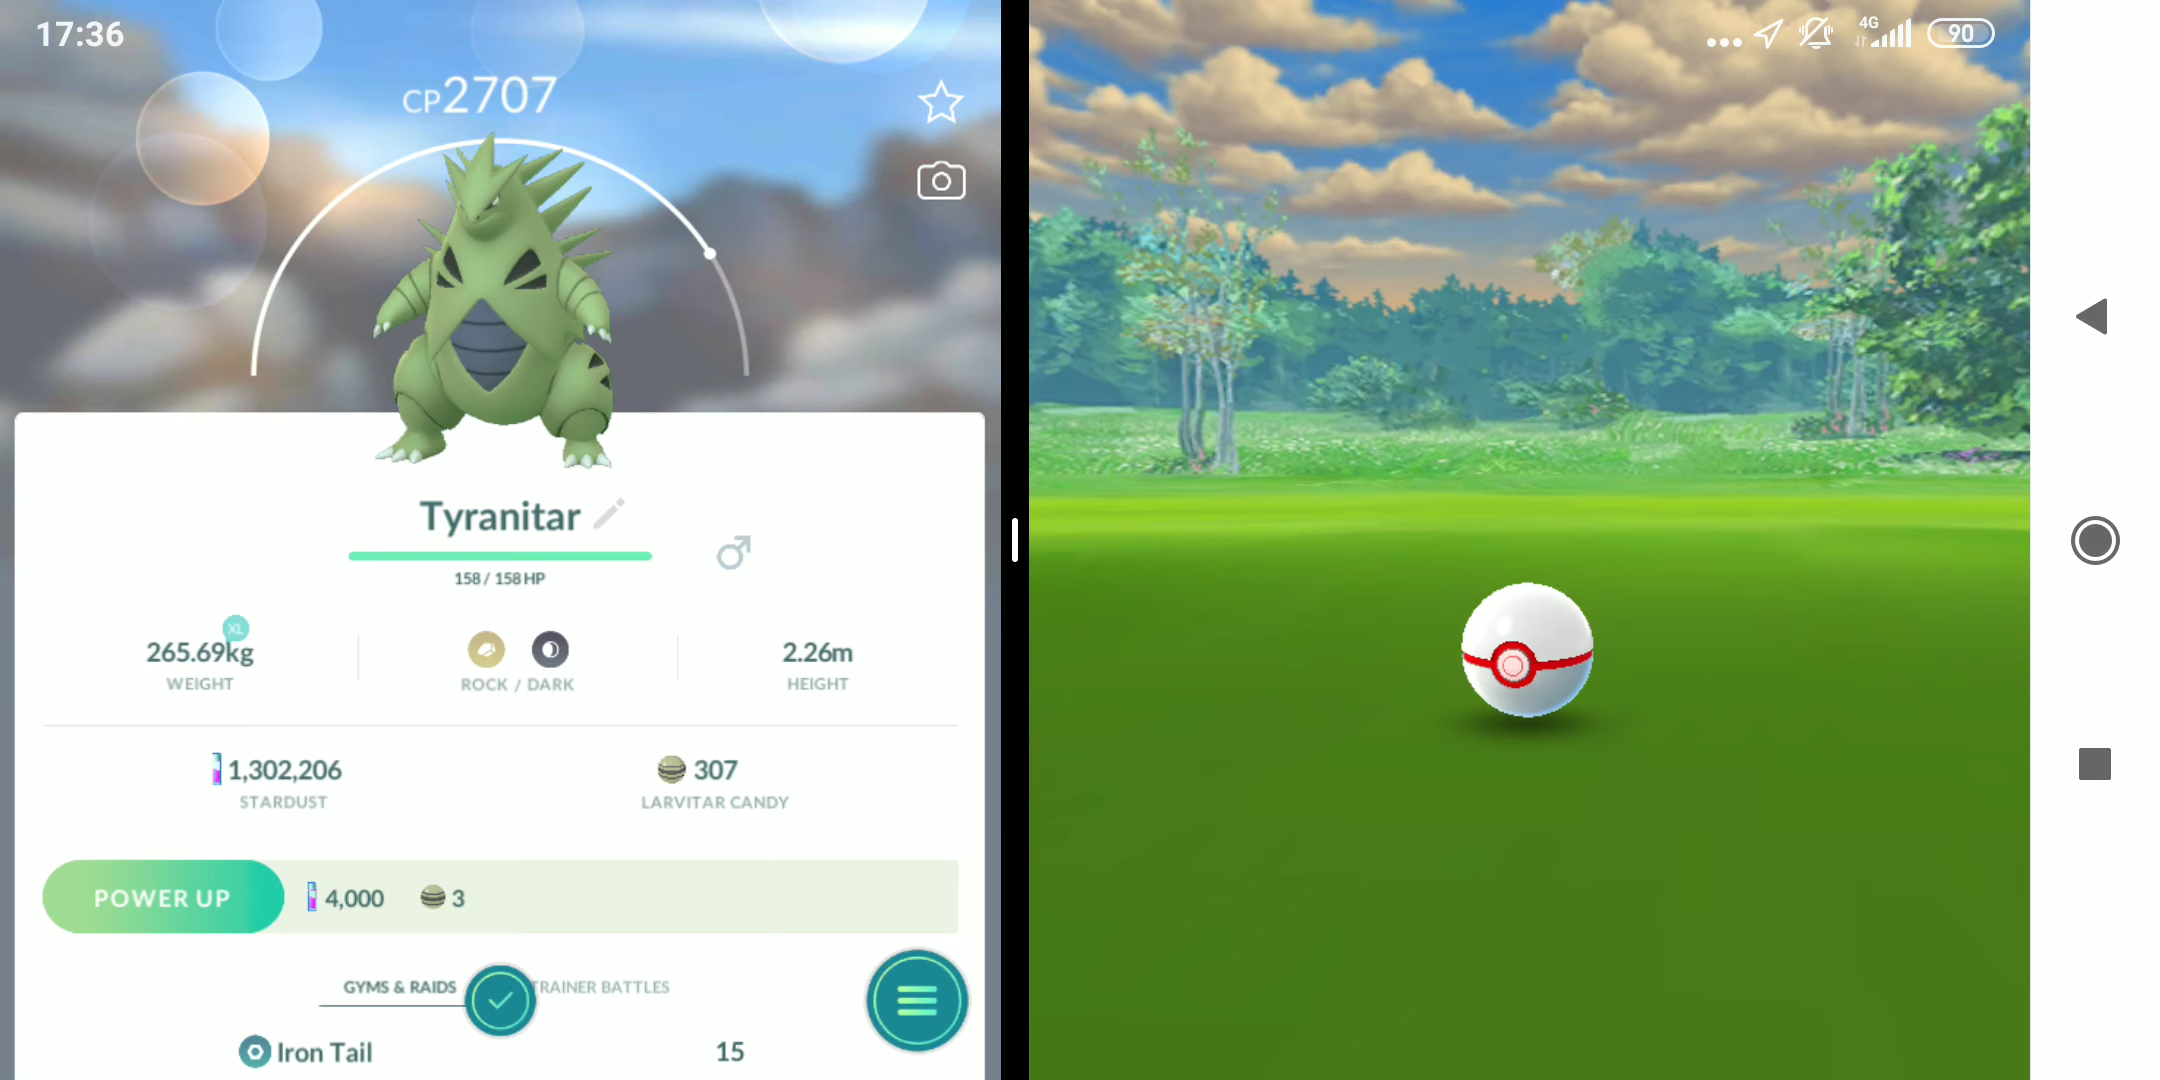 17:36
CP2707
Tyranitar
158 / 158 HP
XL
265.69kg
WEIGHT
ROCK / DARK
2.26m
HEIGHT
1,302,206
STARDUST
307
LARVITAR CANDY
POWER UP
4,000
3
GYMS & RAIDS
TRAINER BATTLES
Iron Tail
15
4G
90